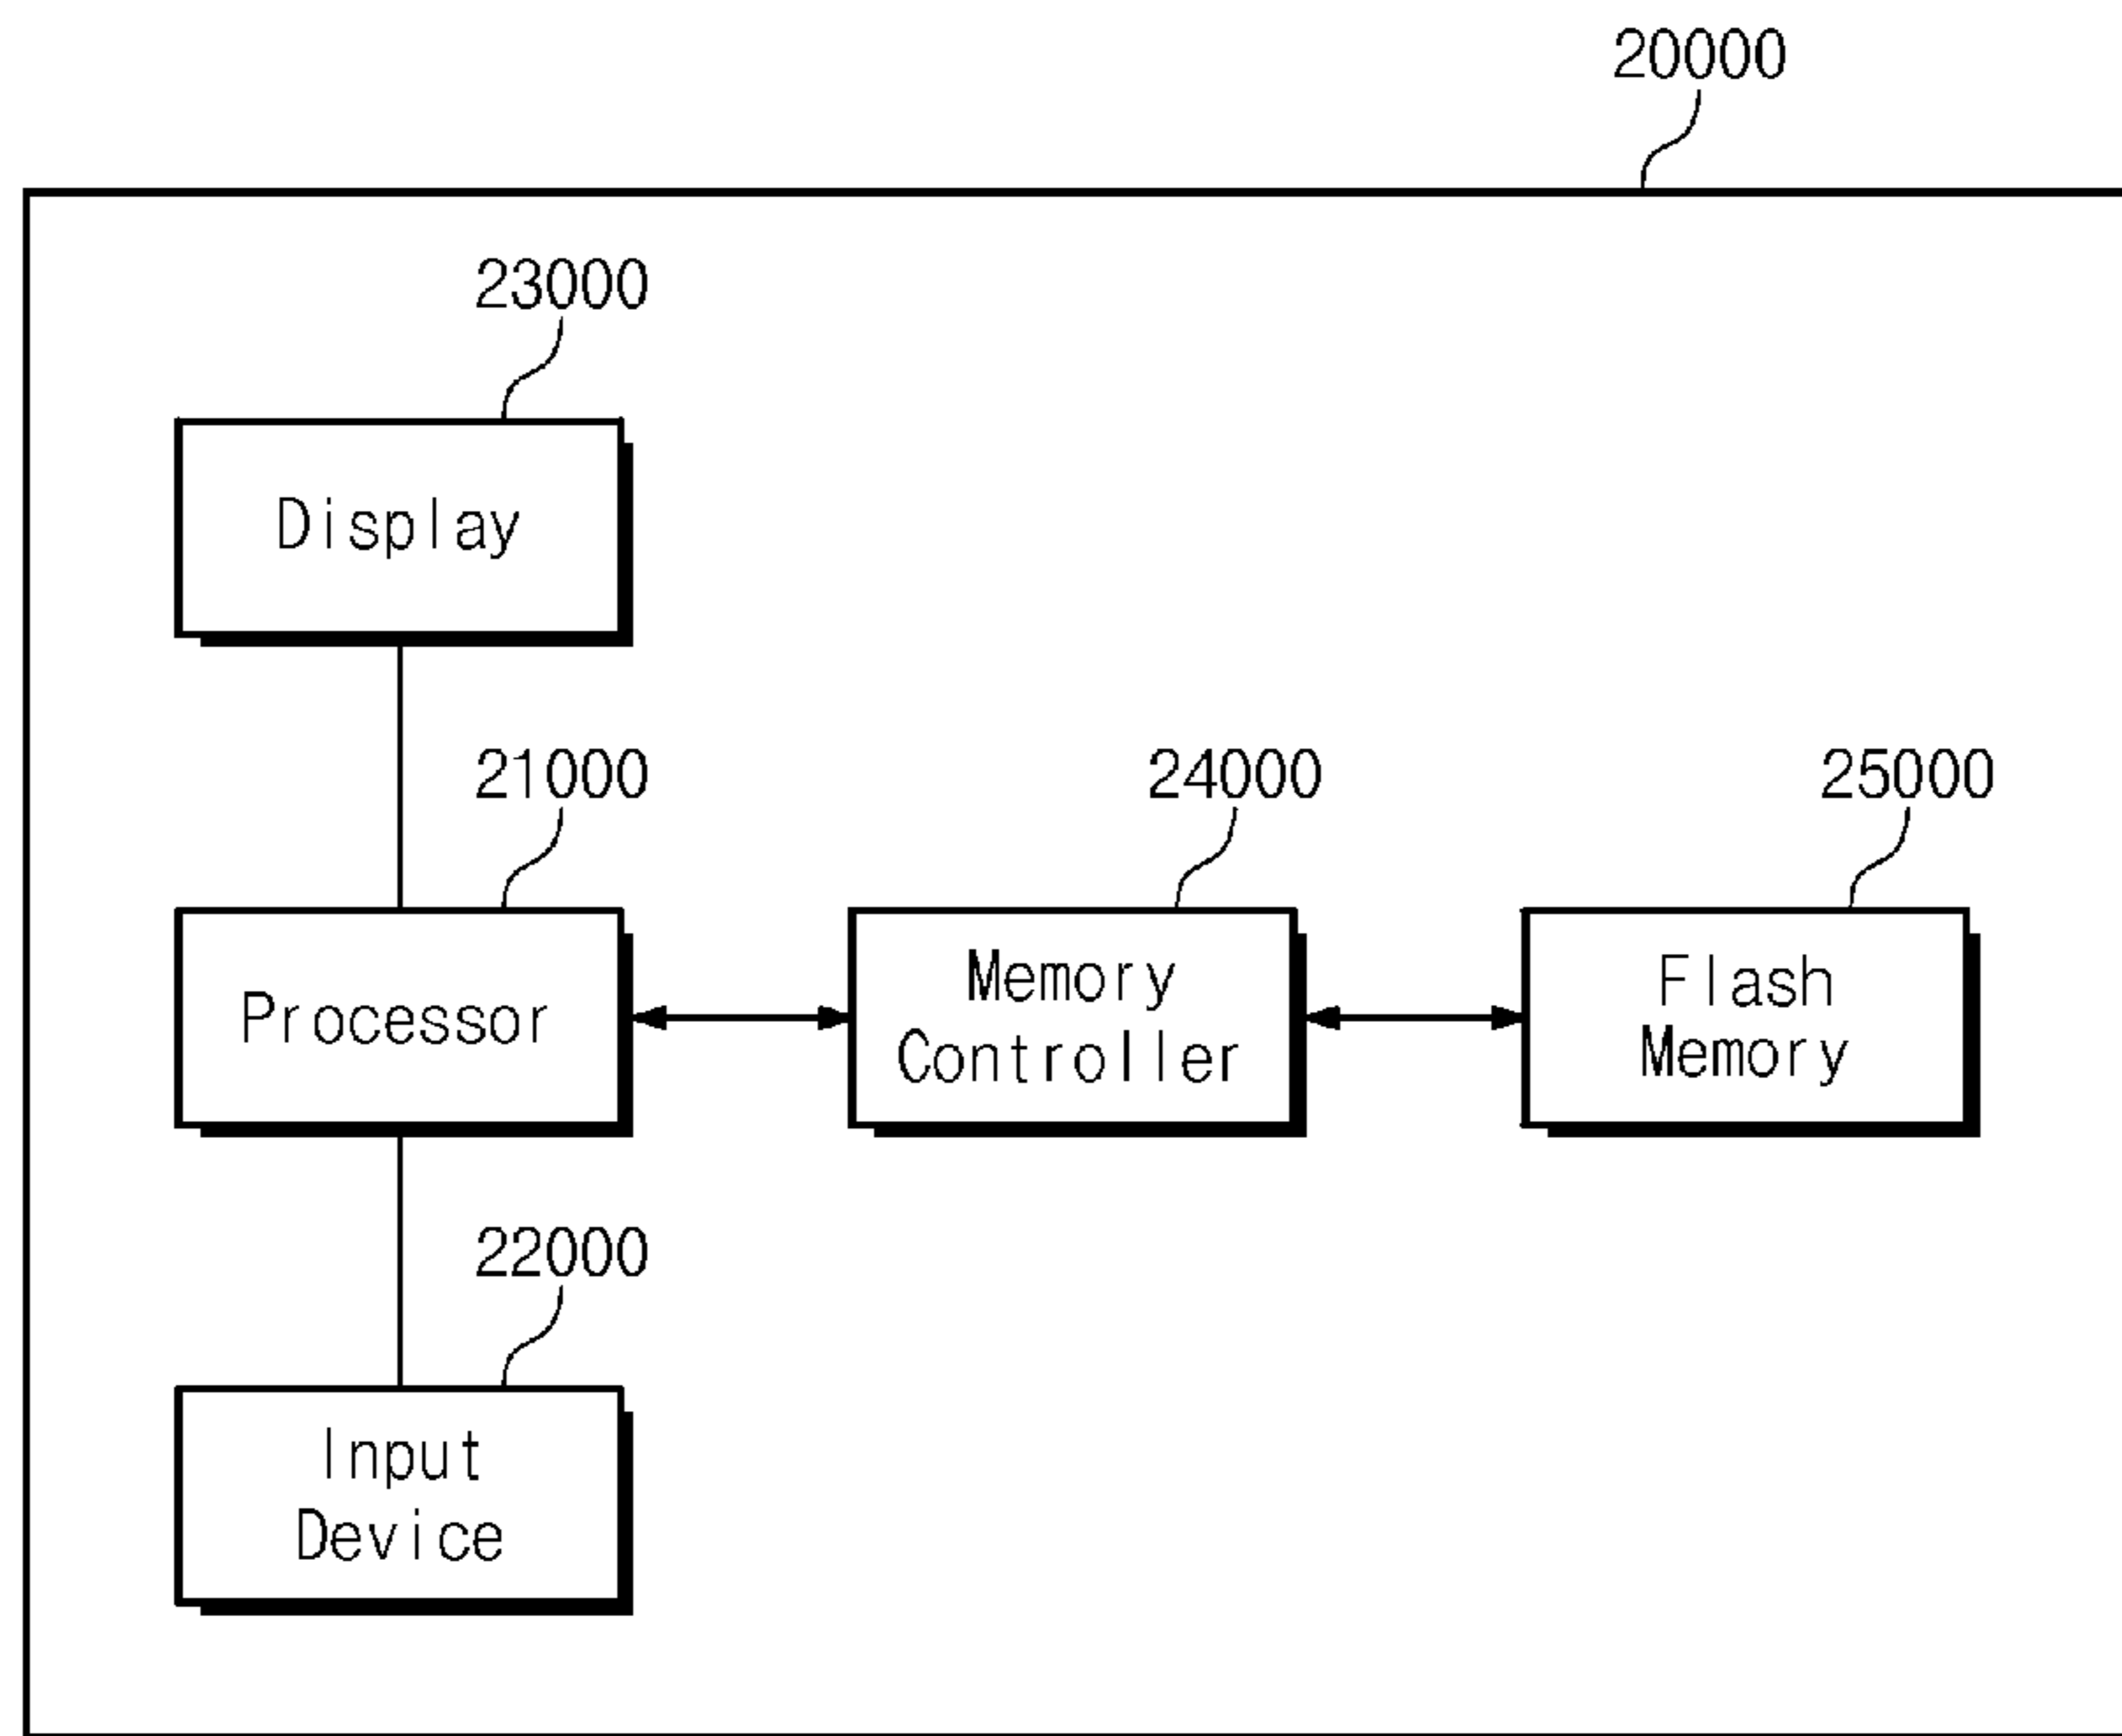 20000
23000
Display
21000
24000
25000
Processor
Memory
Controller
Flash
Memory
22000
Input
Device